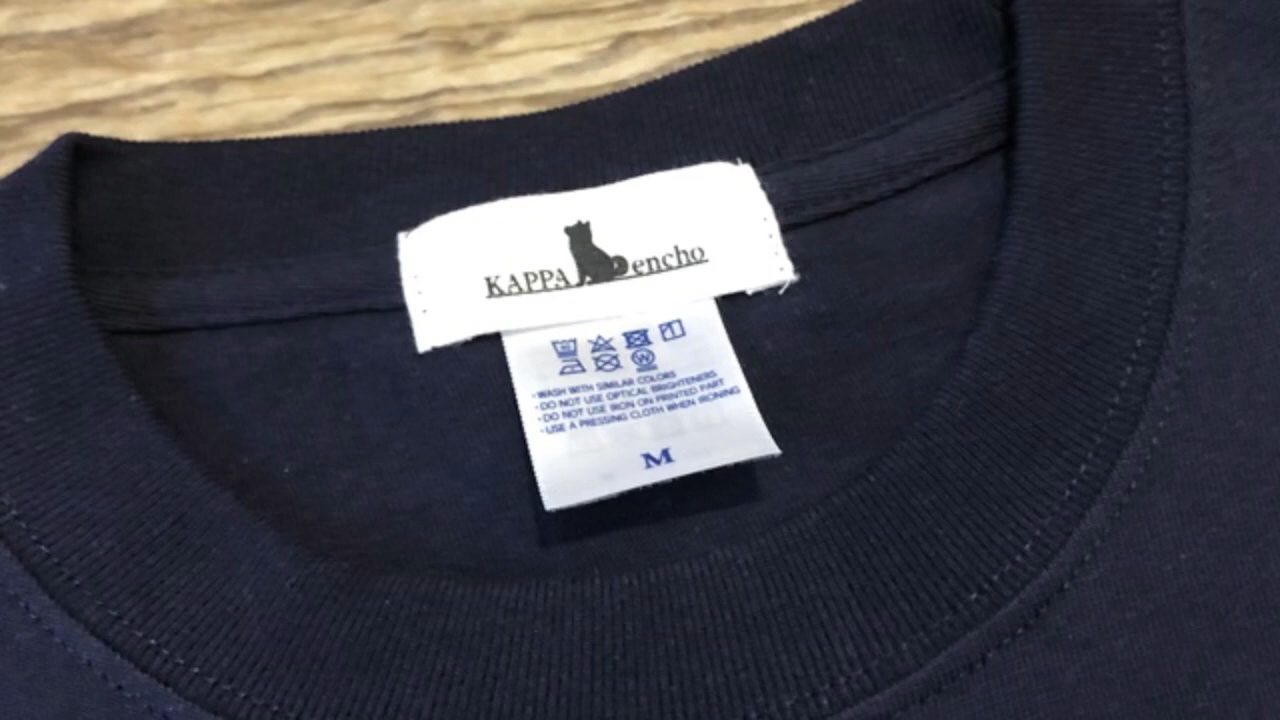 KAPPA encho
• WASH WITH SIMILAR COLORS
• DO NOT USE OPTICAL BRIGHTENERS
• DO NOT USE IRON ON PRINTED PART
• USE A PRESSING CLOTH WHEN IRONING
M